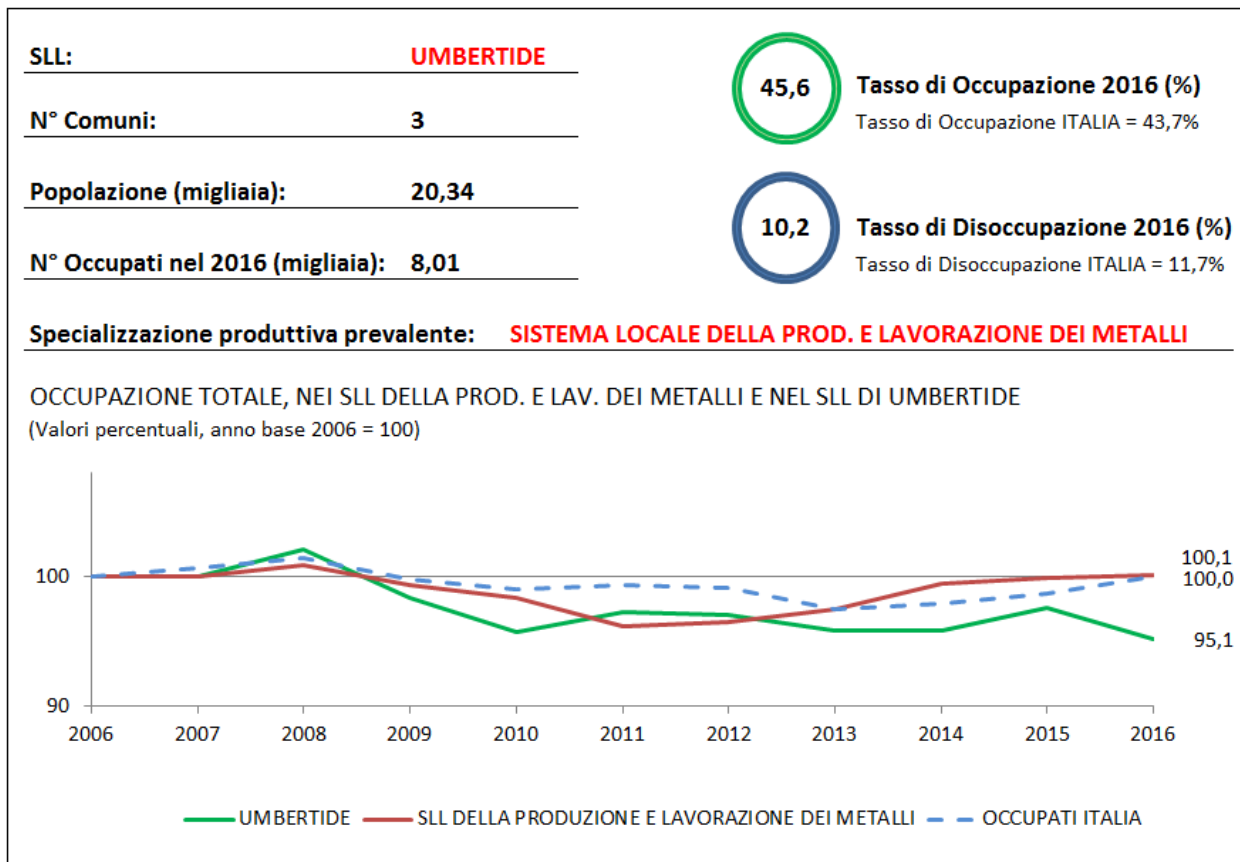 SLL: UMBERTIDE
N° Comuni: 3
Popolazione (migliaia): 20,34
N° Occupati nel 2016 (migliaia): 8,01
45,6
Tasso di Occupazione 2016 (%)
Tasso di Occupazione ITALIA = 43,7%
10,2
Tasso di Disoccupazione 2016 (%)
Tasso di Disoccupazione ITALIA = 11,7%
Specializzazione produttiva prevalente: SISTEMA LOCALE DELLA PROD. E LAVORAZIONE DEI METALLI
OCCUPAZIONE TOTALE, NEI SLL DELLA PROD. E LAV. DEI METALLI E NEL SLL DI UMBERTIDE
(Valori percentuali, anno base 2006 = 100)
100
90
100,1
100,0
95,1
2006 2007 2008 2009 2010 2011 2012 2013 2014 2015 2016
UMBERTIDE SLL DELLA PRODUZIONE E LAVORAZIONE DEI METALLI OCCUPATI ITALIA